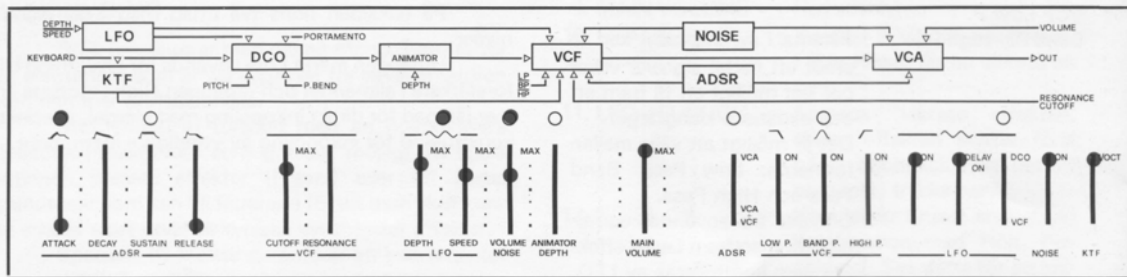 DEPTH
SPEED
LFO
NOISE
VOLUME
PORTAMENTO
KEYBOARD
DCO
ANIMATOR
VCF
VCA
OUT
KTF
ADSR
PITCH
P.BEND
DEPTH
LP
BP
HP
RESONANCE
CUTOFF
MAX MAX MAX MAX MAX MAX MAX VCA ON ON ON ON DELAY DCO ON VOCT
ON
VCA
+
VCF
VCF
ATTACK DECAY SUSTAIN RELEASE CUTOFF RESONANCE DEPTH SPEED VOLUME ANIMATOR MAIN ADSR LOW P. BAND P. HIGH P. LFO NOISE KTF
ADSR VCF LFO NOISE DEPTH VOLUME VCF